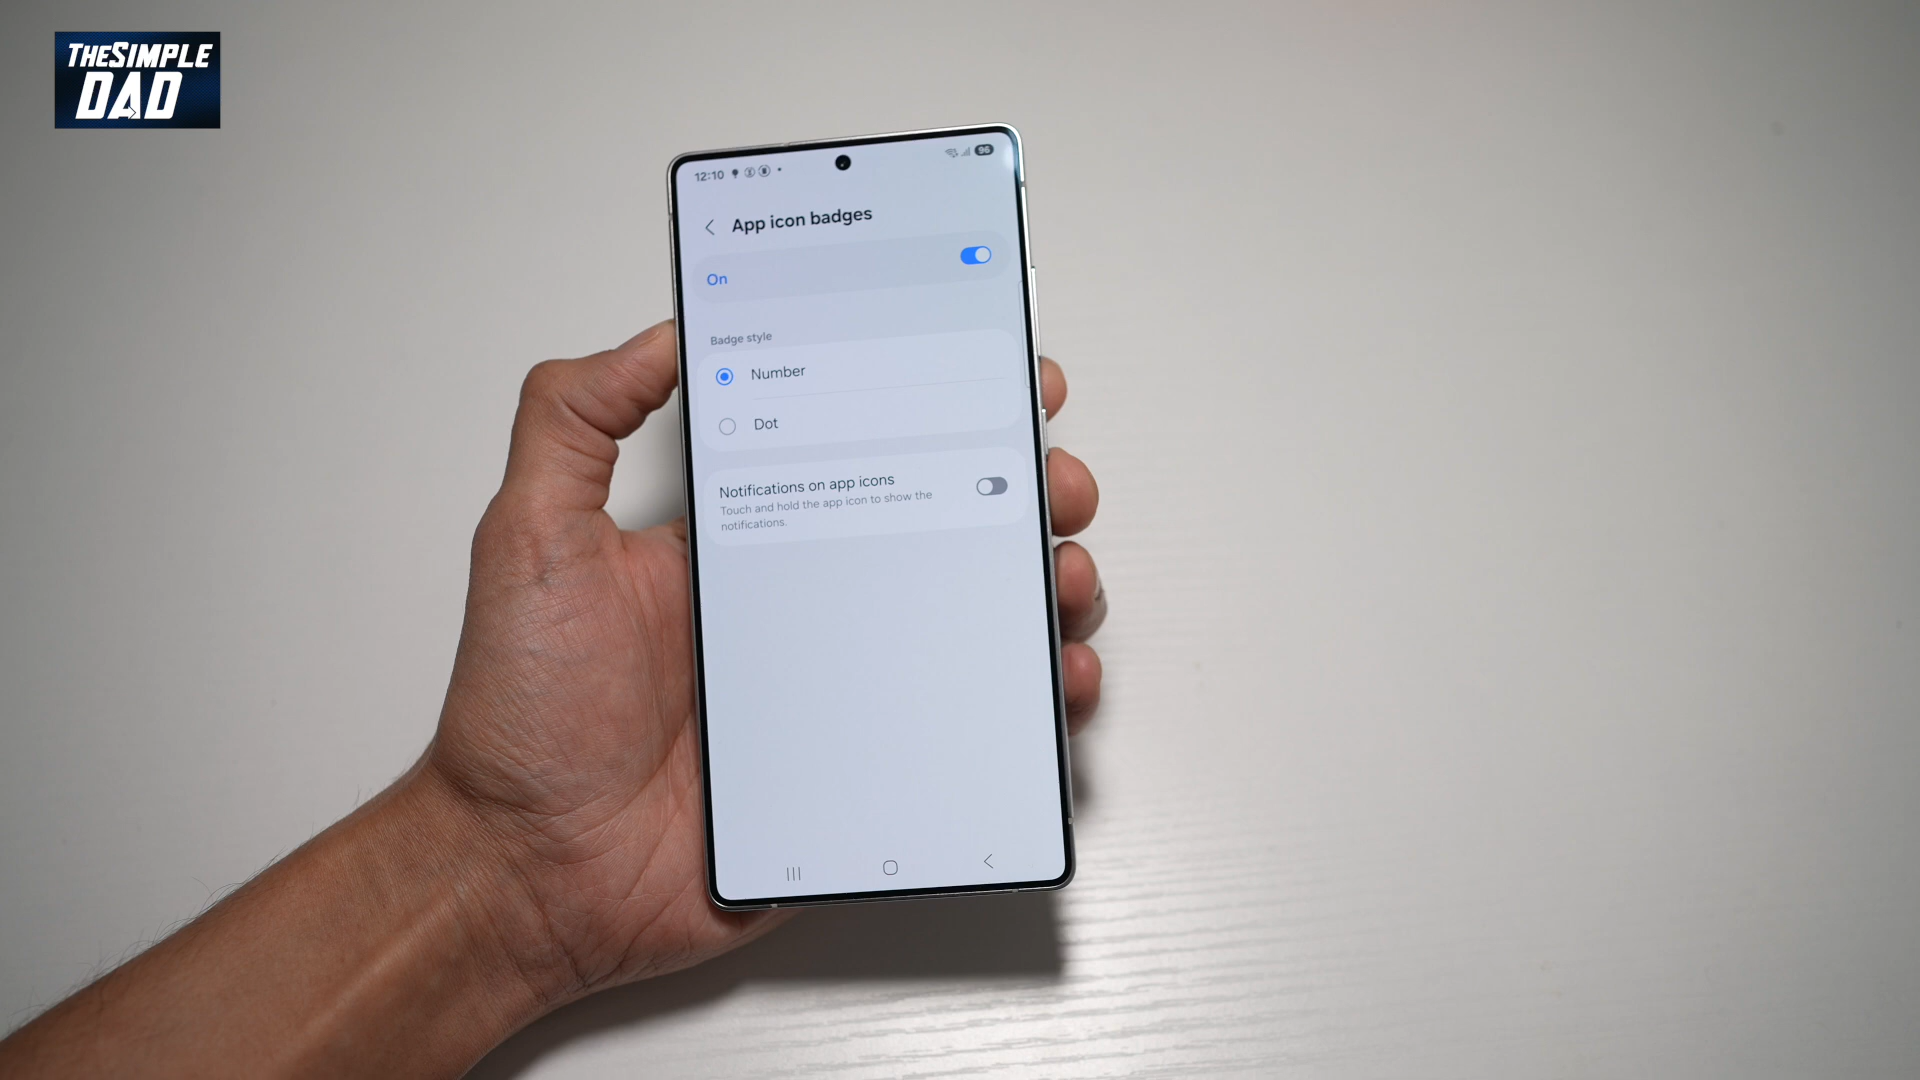 THESIMPLE
DAD
12:10
96
App icon badges
On
Badge style
Number
Dot
Notifications on app icons
Touch and hold the app icon to show the
notifications.